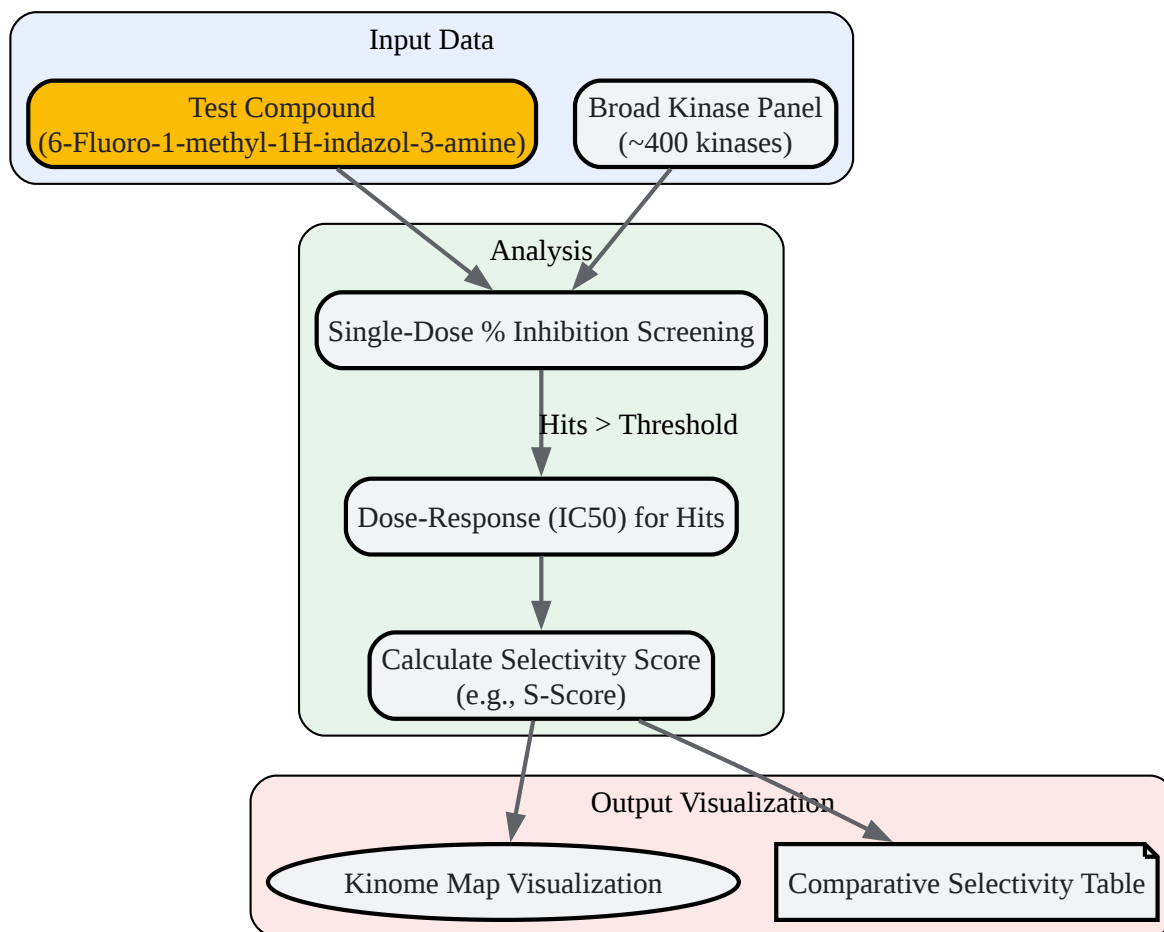 Input Data
Test Compound
(6-Fluoro-1-methyl-1H-indazol-3-amine)
Broad Kinase Panel
(~400 kinases)
Analysis
Single-Dose % Inhibition Screening
Hits > Threshold
Dose-Response (IC50) for Hits
Calculate Selectivity Score
(e.g., S-Score)
Output Visualization
Kinome Map Visualization
Comparative Selectivity Table